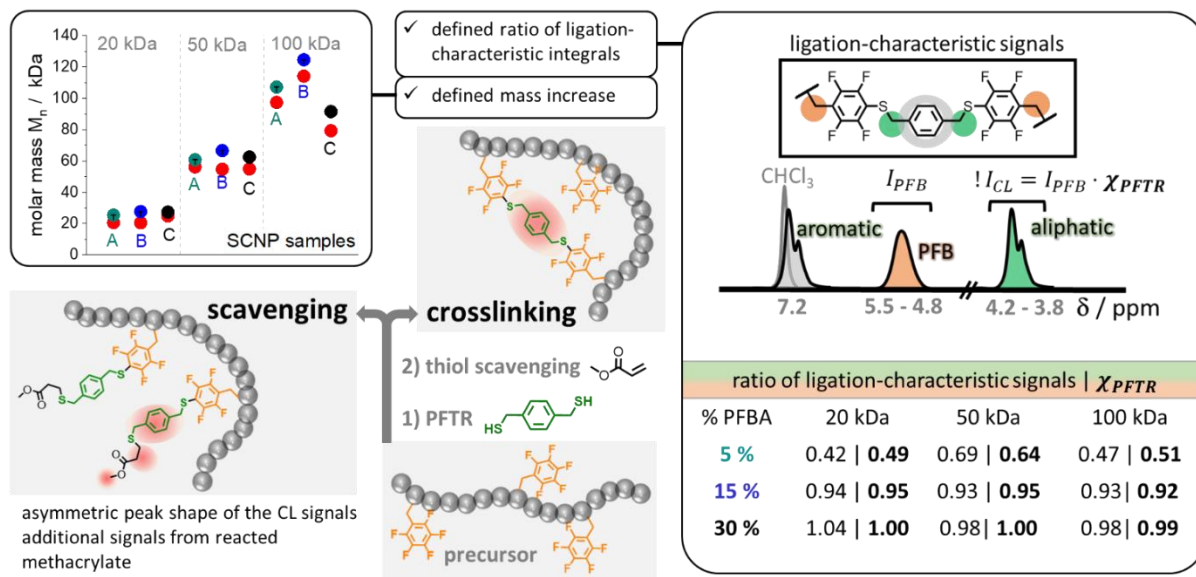 140
120
100
80
60
40
20
0
molar mass Mₙ / kDa
20 kDa
50 kDa
100 kDa
A
B
C
A
B
C
A
B
C
SCNP samples
✓ defined ratio of ligation-
characteristic integrals
✓ defined mass increase
scavenging
crosslinking
2) thiol scavenging
1) PFTR
HS
SH
precursor
asymmetric peak shape of the CL signals
additional signals from reacted
methacrylate
ligation-characteristic signals
F F F F
S S
F F F F
CHCl₃
I_PFB
! I_CL = I_PFB · χ_PFTR
aromatic
PFB
aliphatic
7.2
5.5 - 4.8
4.2 - 3.8
δ / ppm
ratio of ligation-characteristic signals | χ_PFTR
% PFBA 20 kDa 50 kDa 100 kDa
5 % 0.42 | 0.49 0.69 | 0.64 0.47 | 0.51
15 % 0.94 | 0.95 0.93 | 0.95 0.93| 0.92
30 % 1.04 | 1.00 0.98 | 1.00 0.98 | 0.99